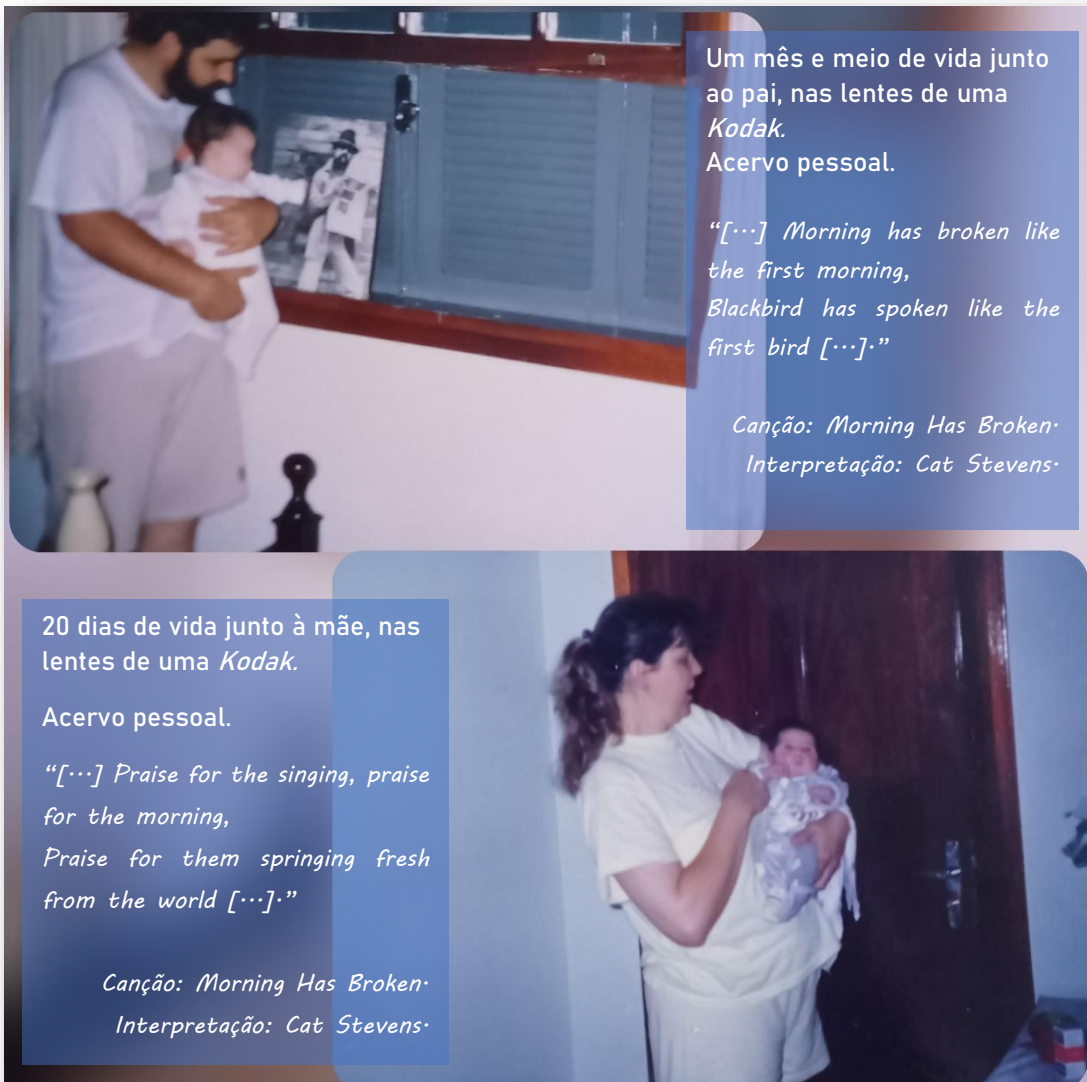 Um mês e meio de vida junto
ao pai, nas lentes de uma
Kodak.
Acervo pessoal.
“[...] Morning has broken like
the first morning,
Blackbird has spoken like the
first bird [...].”
Canção: Morning Has Broken.
Interpretação: Cat Stevens.
20 dias de vida junto à mãe, nas
lentes de uma Kodak.
Acervo pessoal.
“[...] Praise for the singing, praise
for the morning,
Praise for them springing fresh
from the world [...].”
Canção: Morning Has Broken.
Interpretação: Cat Stevens.